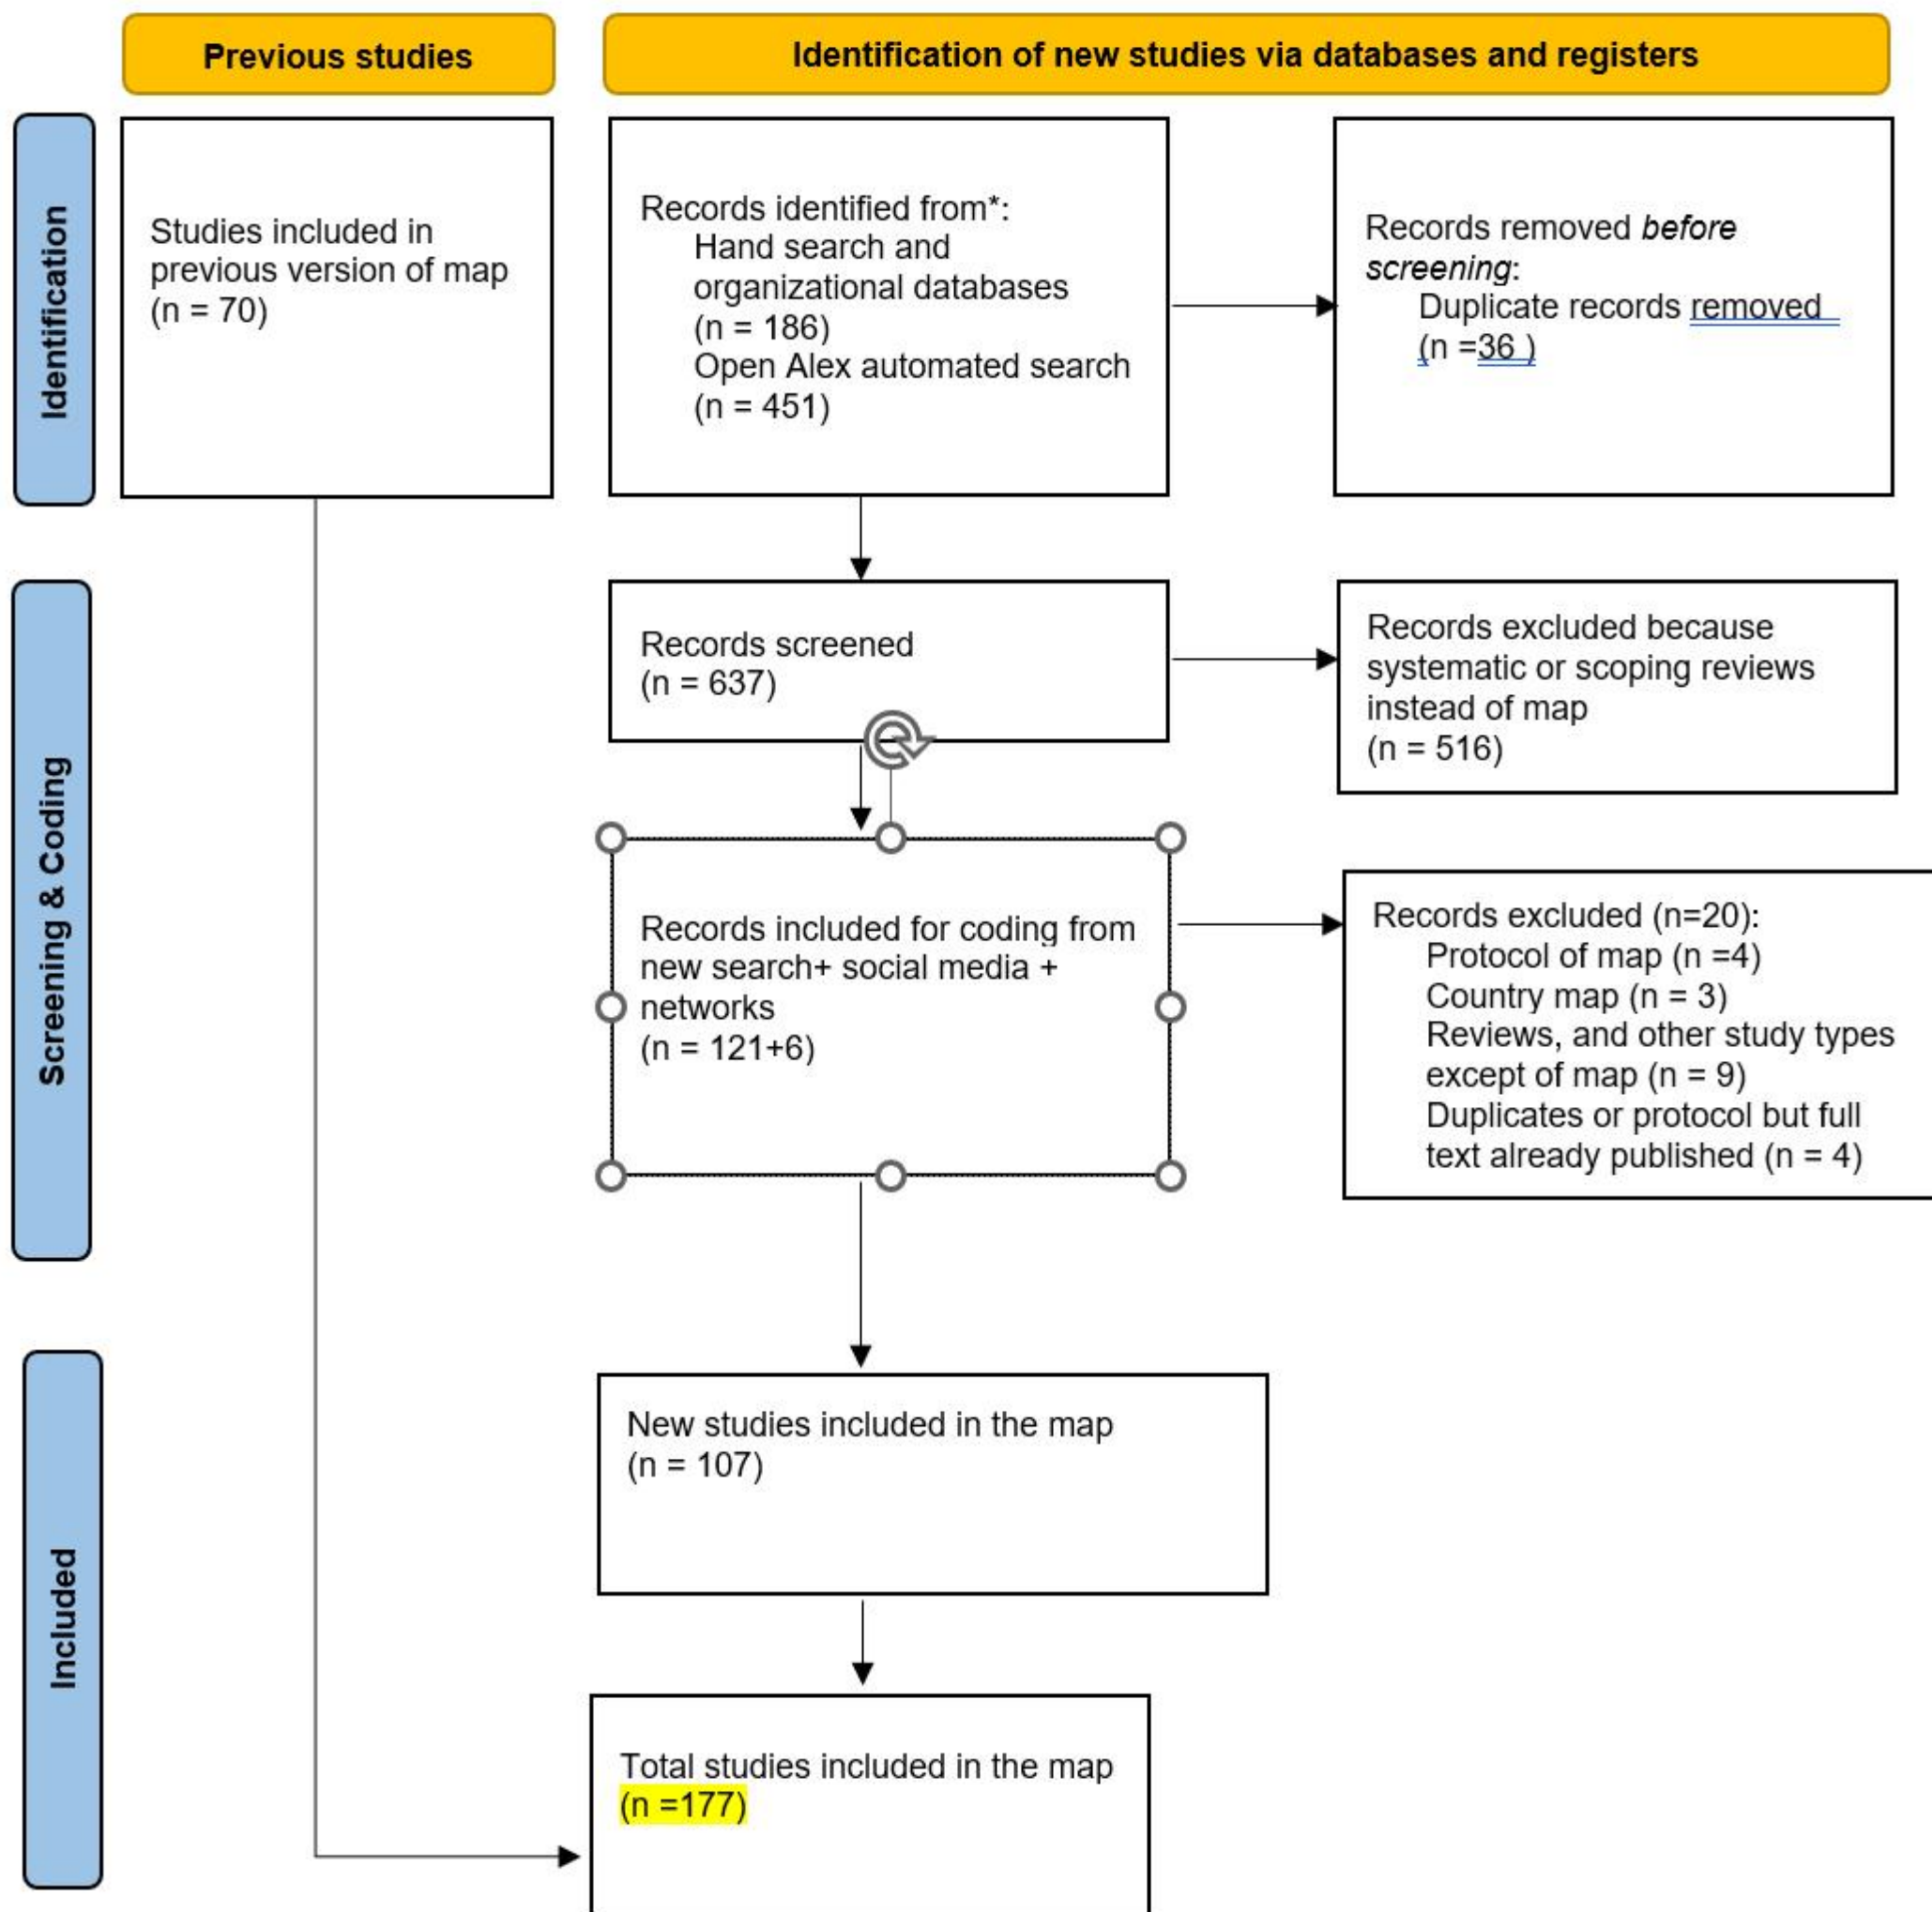 Previous studies
Identification of new studies via databases and registers
Identification
Studies included in
previous version of map
(n = 70)
Records identified from*:
Hand search and
organizational databases
(n = 186)
Open Alex automated search
(n = 451)
Records removed before
screening:
Duplicate records removed
(n =36 )
Screening & Coding
Records screened
(n = 637)
Records excluded because
systematic or scoping reviews
instead of map
(n = 516)
Records included for coding from
new search+ social media +
networks
(n = 121+6)
Records excluded (n=20):
Protocol of map (n =4)
Country map (n = 3)
Reviews, and other study types
except of map (n = 9)
Duplicates or protocol but full
text already published (n = 4)
Included
New studies included in the map
(n = 107)
Total studies included in the map
(n =177)